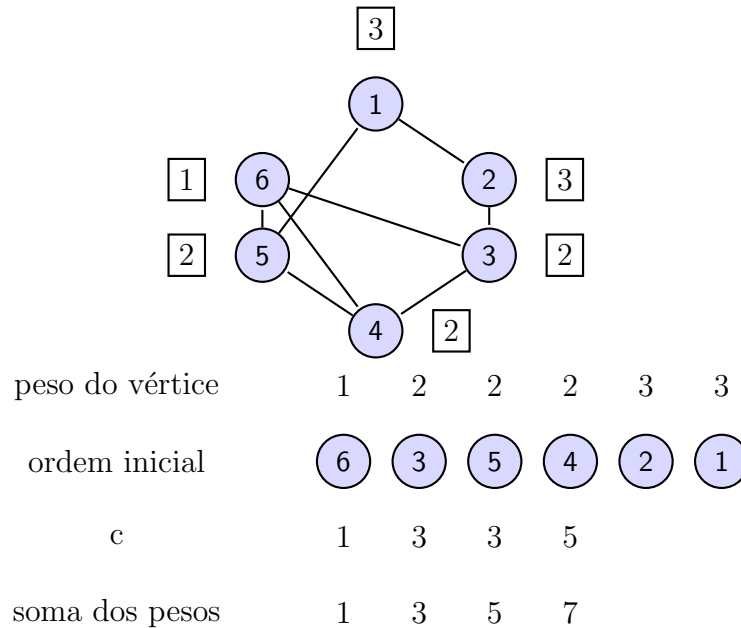 3
1
1 6 2 3
2 5 3 2
4 2
peso do vértice 1 2 2 2 3 3
ordem inicial 6 3 5 4 2 1
c 1 3 3 5
soma dos pesos 1 3 5 7